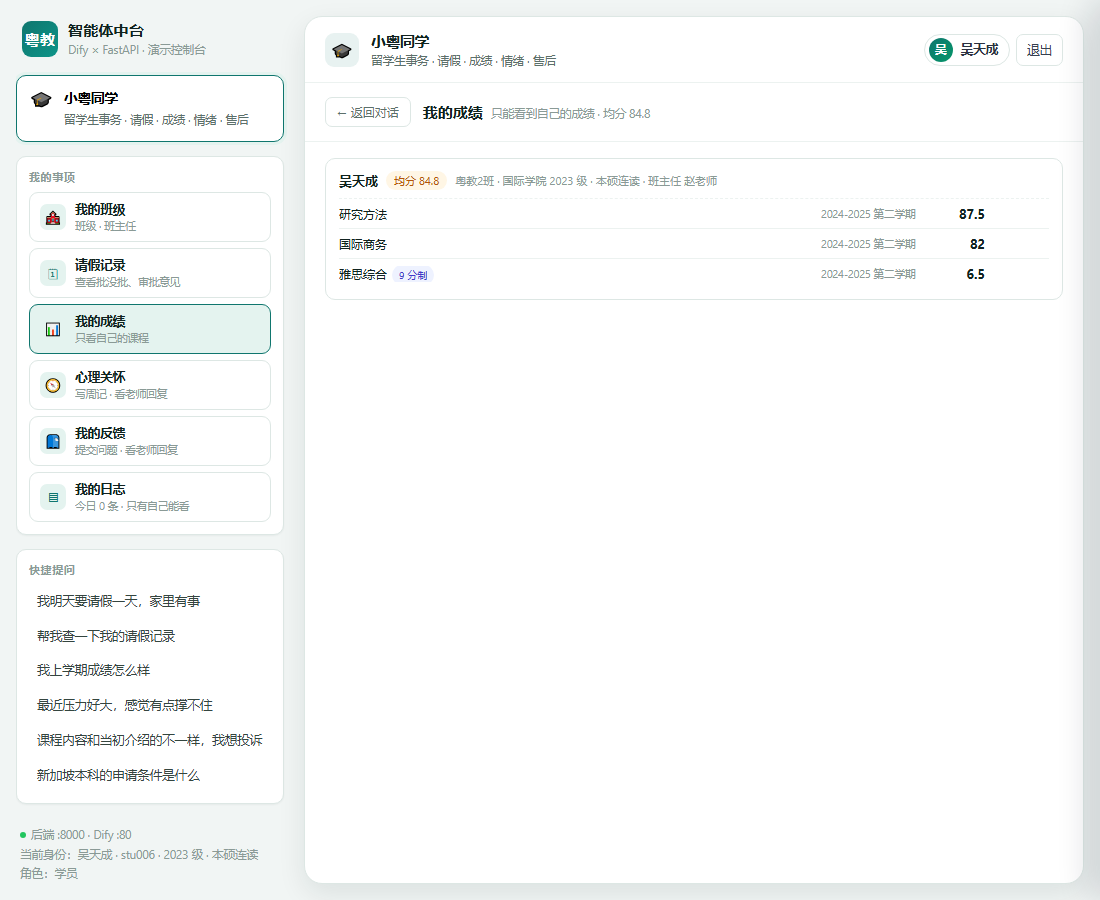 粤教
智能体中台
Dify × FastAPI · 演示控制台
小粤同学
留学生事务 · 请假 · 成绩 · 情绪 · 售后
我的事项
我的班级
班级 · 班主任
请假记录
查看批没批、审批意见
我的成绩
只看自己的课程
心理关怀
写周记 · 看老师回复
我的反馈
提交问题 · 看老师回复
我的日志
今日 0 条 · 只有自己能看
快捷提问
我明天要请假一天，家里有事
帮我查一下我的请假记录
我上学期成绩怎么样
最近压力好大，感觉有点撑不住
课程内容和当初介绍的不一样，我想投诉
新加坡本科的申请条件是什么
后端 :8000 · Dify :80
当前身份：吴天成 · stu006 · 2023 级 · 本硕连读
角色：学员
小粤同学
留学生事务 · 请假 · 成绩 · 情绪 · 售后
吴 吴天成 退出
← 返回对话 我的成绩 只能看到自己的成绩 · 均分 84.8
吴天成 均分 84.8 粤教2班 · 国际学院 2023 级 · 本硕连读 · 班主任 赵老师
研究方法 2024-2025 第二学期 87.5
国际商务 2024-2025 第二学期 82
雅思综合 9 分制 2024-2025 第二学期 6.5